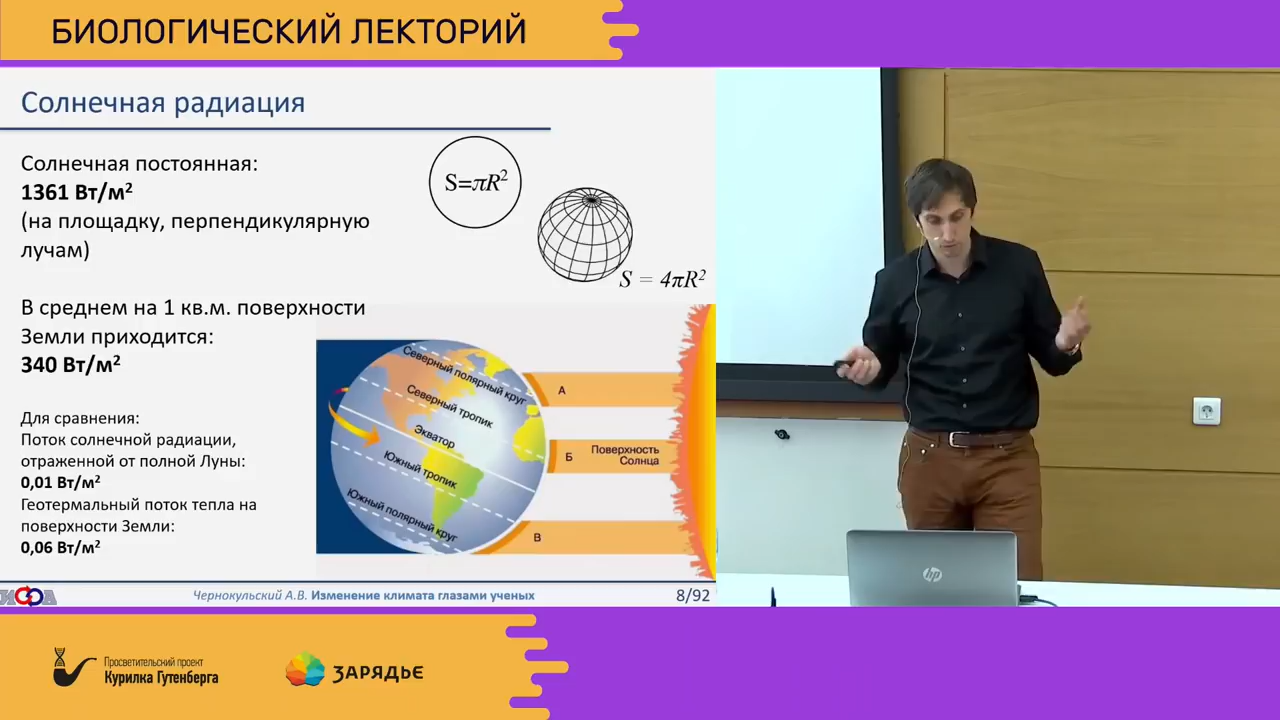 БИОЛОГИЧЕСКИЙ ЛЕКТОРИЙ
Солнечная радиация
Солнечная постоянная:
1361 Вт/м²
(на площадку, перпендикулярную
лучам)
S=πR²
S = 4πR²
В среднем на 1 кв.м. поверхности
Земли приходится:
340 Вт/м²
Для сравнения:
Поток солнечной радиации,
отраженной от полной Луны:
0,01 Вт/м²
Геотермальный поток тепла на
поверхности Земли:
0,06 Вт/м²
Северный полярный круг
Северный тропик
Экватор
Южный тропик
Южный полярный круг
А
Б
Поверхность
Солнца
В
ИФА
Чернокульский А.В. Изменение климата глазами ученых
8/92
hp
Просветительский проект
Курилка Гутенберга
ЗАРЯДЬЕ